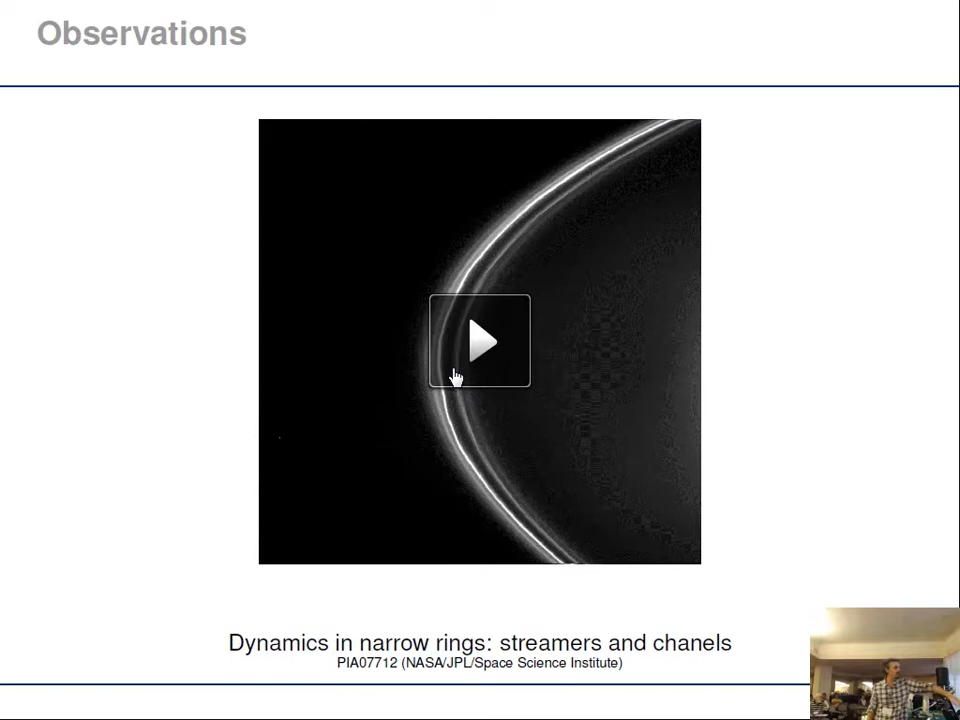 Observations
Dynamics in narrow rings: streamers and chanels
PIA07712 (NASA/JPL/Space Science Institute)